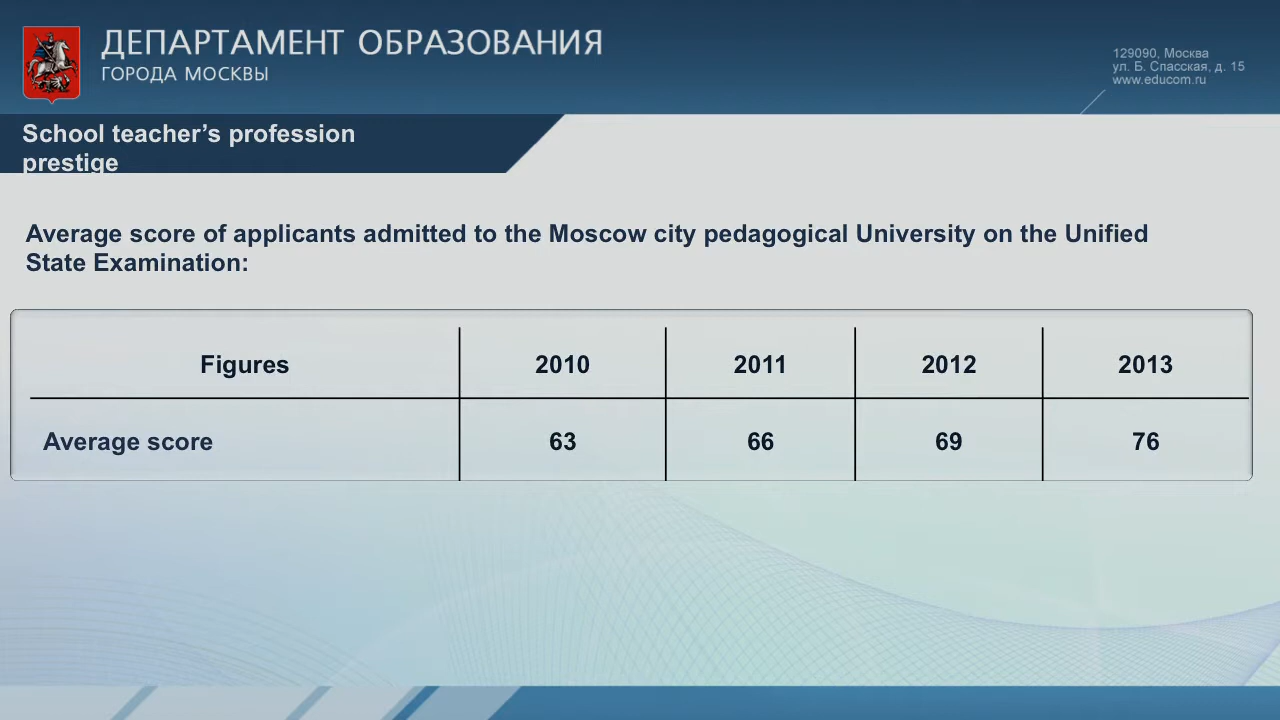 ДЕПАРТАМЕНТ ОБРАЗОВАНИЯ
ГОРОДА МОСКВЫ
129090, Москва
ул. Б. Спасская, д. 15
www.educom.ru
School teacher’s profession
prestige
Average score of applicants admitted to the Moscow city pedagogical University on the Unified
State Examination:
Figures 2010 2011 2012 2013
Average score 63 66 69 76